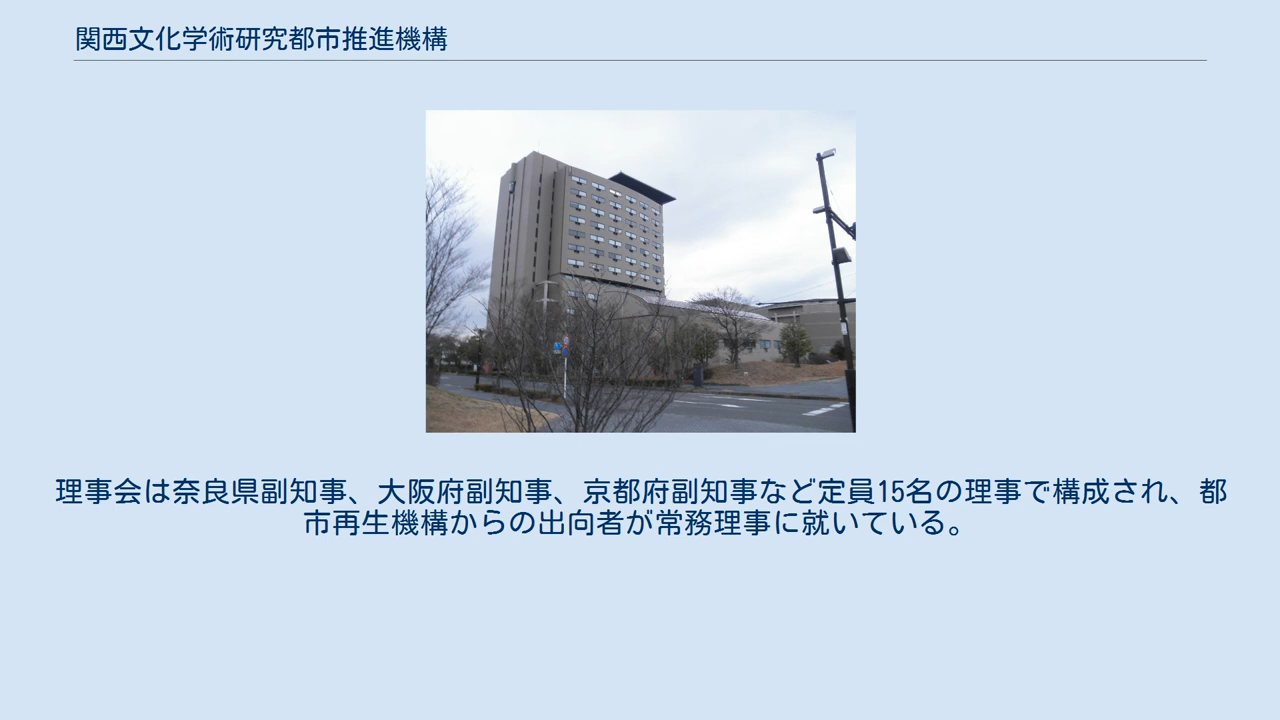 関西文化学術研究都市推進機構
理事会は奈良県副知事、大阪府副知事、京都府副知事など定員15名の理事で構成され、都
市再生機構からの出向者が常務理事に就いている。